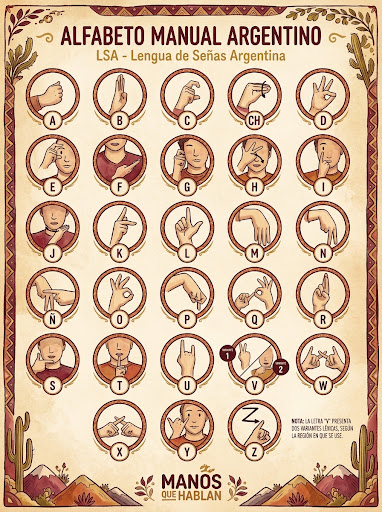 ALFABETO MANUAL ARGENTINO
LSA - Lengua de Señas Argentina
A B C CH D
E F G H I
J K L M N
Ñ O P Q R
S T U 1 V 2 W
X Y Z
NOTA: LA LETRA "V" PRESENTA
DOS VARIANTES LÉXICAS, SEGÚN
LA REGIÓN EN QUE SE USE.
MANOS
QUE HABLAN